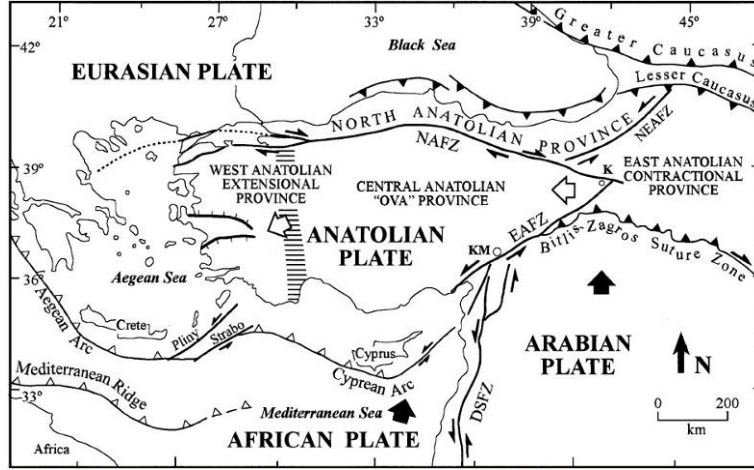 21°
27°
33°
39°
45°
42°
39°
36°
33°
Black Sea
Greater Caucasus
Lesser Caucasus
EURASIAN PLATE
NORTH ANATOLIAN PROVINCE
NAFZ
NEAFZ
K
WEST ANATOLIAN
EXTENSIONAL
PROVINCE
CENTRAL ANATOLIAN
"OVA" PROVINCE
EAST ANATOLIAN
CONTRACTIONAL
PROVINCE
ANATOLIAN
PLATE
EAFZ
KM
Bitlis-Zagros Suture Zone
Aegean Sea
Aegean Arc
Crete
Pliny
Strabo
Cyprus
Cyprean Arc
ARABIAN
PLATE
N
DSFZ
Mediterranean Ridge
Mediterranean Sea
AFRICAN PLATE
Africa
0 200
km